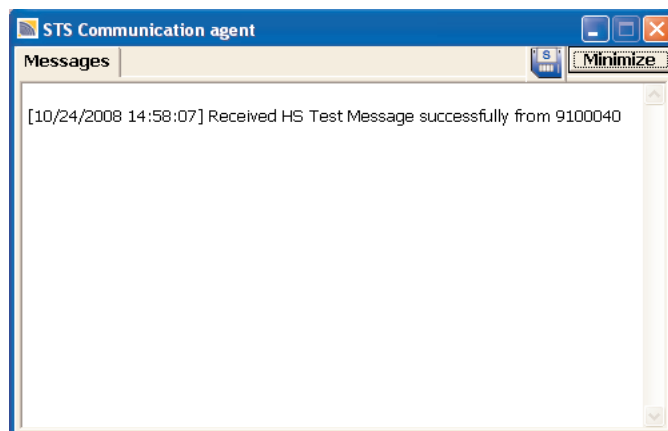 STS Communication agent
Messages
S
Minimize
[10/24/2008 14:58:07] Received HS Test Message successfully from 9100040